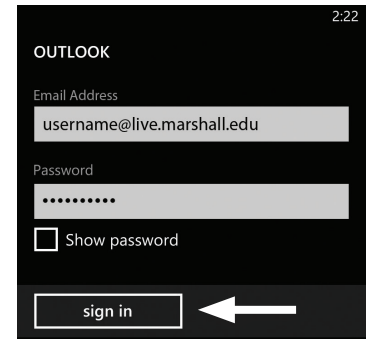 2:22
OUTLOOK
Email Address
username@live.marshall.edu
Password
••••••••••
Show password
sign in